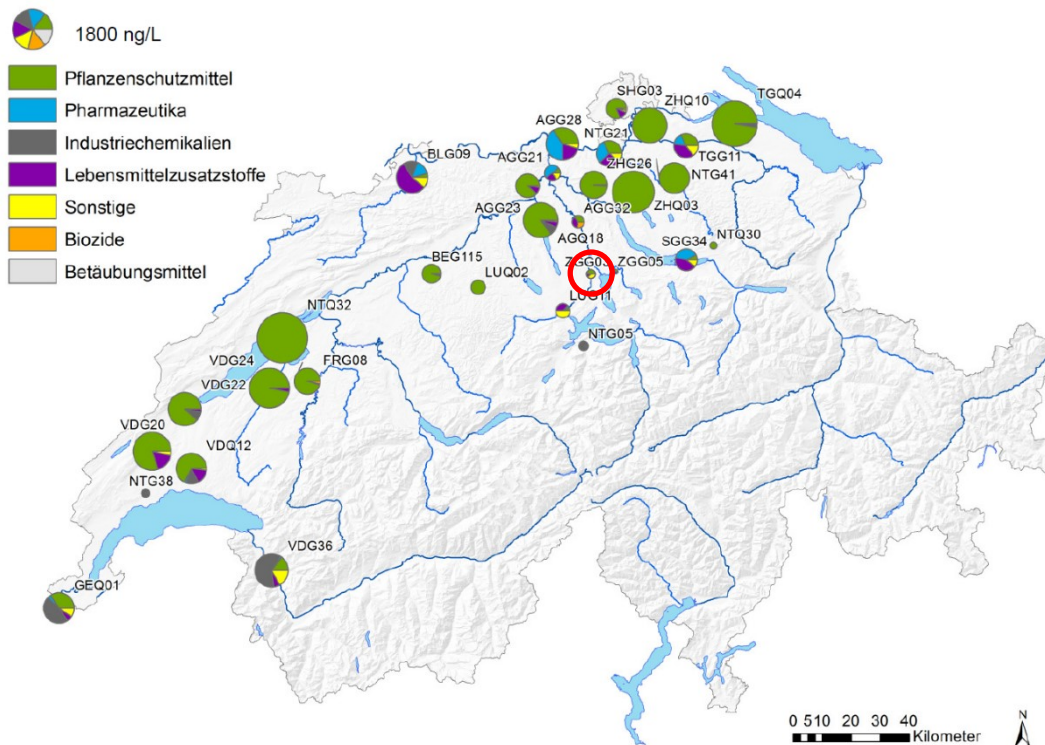 1800 ng/L
Pflanzenschutzmittel
Pharmazeutika
Industriechemikalien
Lebensmittelzusatzstoffe
Sonstige
Biozide
Betäubungsmittel
SHG03
ZHQ10
TGQ04
AGG28
NTG21
TGG11
BLG09
AGG21
ZHG26
NTG41
AGG23
AGG32
ZHQ03
AGQ18
NTQ30
SGG34
BEG115
LUQ02
ZGG03
ZGG05
LUG11
NTQ32
NTG05
VDG24
FRG08
VDG22
VDG20
VDQ12
NTG38
VDG36
GEQ01
N
0 5 10 20 30 40
Kilometer